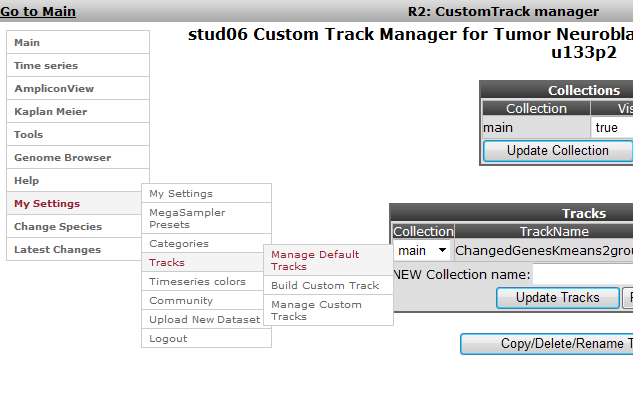 Go to Main
R2: CustomTrack manager
stud06 Custom Track Manager for Tumor Neurobla
u133p2
Main
Time series
AmpliconView
Kaplan Meier
Tools
Genome Browser
Help
My Settings
Change Species
Latest Changes
My Settings
MegaSampler
Presets
Categories
Tracks
Timeseries colors
Community
Upload New Dataset
Logout
Manage Default
Tracks
Build Custom Track
Manage Custom
Tracks
Collections
Collection Vis
main true
Update Collection
Tracks
Collection TrackName
main ChangedGenesKmeans2grou
NEW Collection name:
Update Tracks
Copy/Delete/Rename T